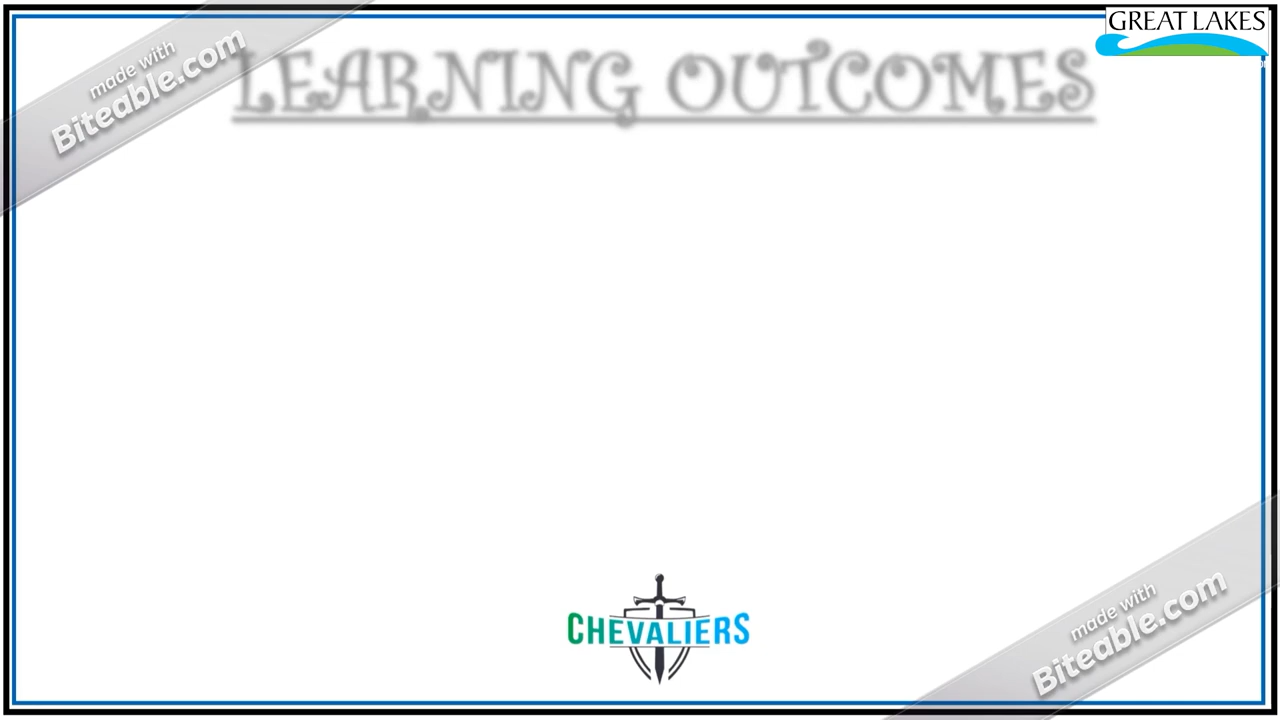 GREAT LAKES
made with
Biteable.com
LEARNING OUTCOMES
CHEVALIERS
made with
Biteable.com